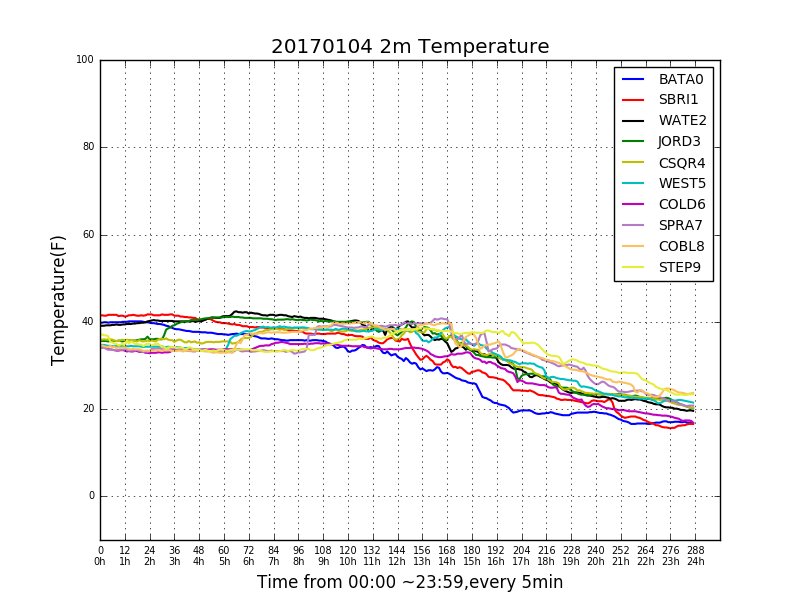 20170104 2m Temperature
Temperature(F)
100
80
60
40
20
0
BATA0
SBRI1
WATE2
JORD3
CSQR4
WEST5
COLD6
SPRA7
COBL8
STEP9
0 12 24 36 48 60 72 84 96 108 120 132 144 156 168 180 192 204 216 228 240 252 264 276 288
0h 1h 2h 3h 4h 5h 6h 7h 8h 9h 10h 11h 12h 13h 14h 15h 16h 17h 18h 19h 20h 21h 22h 23h 24h
Time from 00:00 ~23:59,every 5min